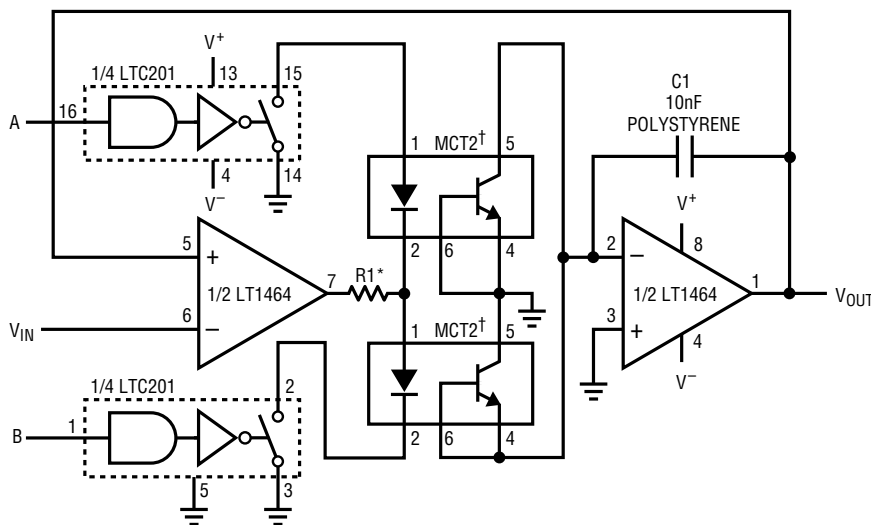 C1
10nF
POLYSTYRENE
V+
1/4 LTC201
13
15
A
16
4
14
V−
1
MCT2†
5
2
6
4
5
+
1/2 LT1464
7
R1*
VIN
6
−
V+
2
−
8
1/2 LT1464
1
VOUT
3
+
4
V−
1
MCT2†
5
2
6
4
1/4 LTC201
2
B
1
5
3